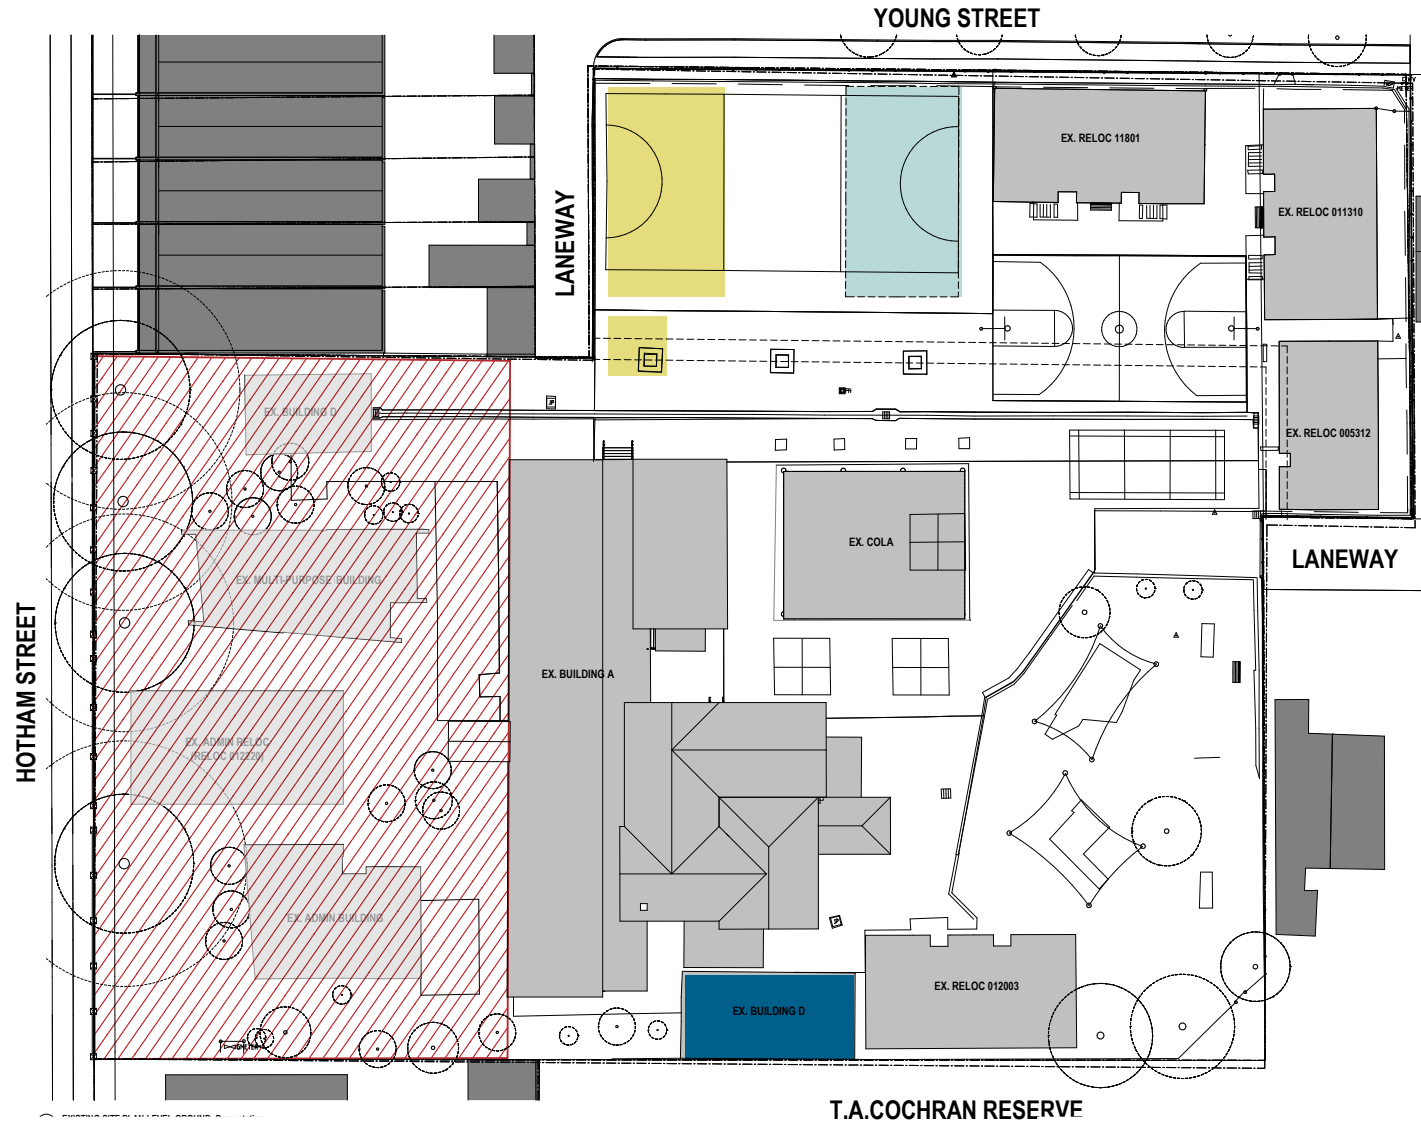 YOUNG STREET
EX. RELOC 11801
EX. RELOC 011310
LANEWAY
EX. BUILDING D
EX. RELOC 005312
EX. COLA
LANEWAY
EX. MULTI-PURPOSE BUILDING
HOTHAM STREET
EX. BUILDING A
EX. ADMIN RELOC
(RELOC 012220)
EX. ADMIN BUILDING
EX. RELOC 012003
EX. BUILDING D
T.A.COCHRAN RESERVE